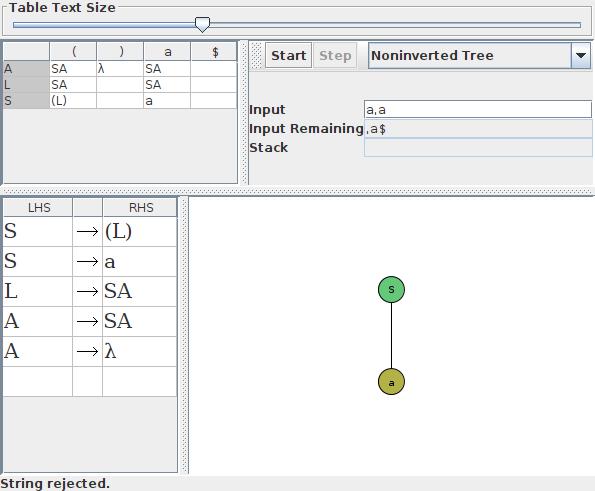 Table Text Size
( ) a $
A SA λ SA
L SA SA
S (L) a
Start Step Noninverted Tree
Input a,a
Input Remaining ,a$
Stack
LHS RHS
S → (L)
S → a
L → SA
A → SA
A → λ
S
a
String rejected.